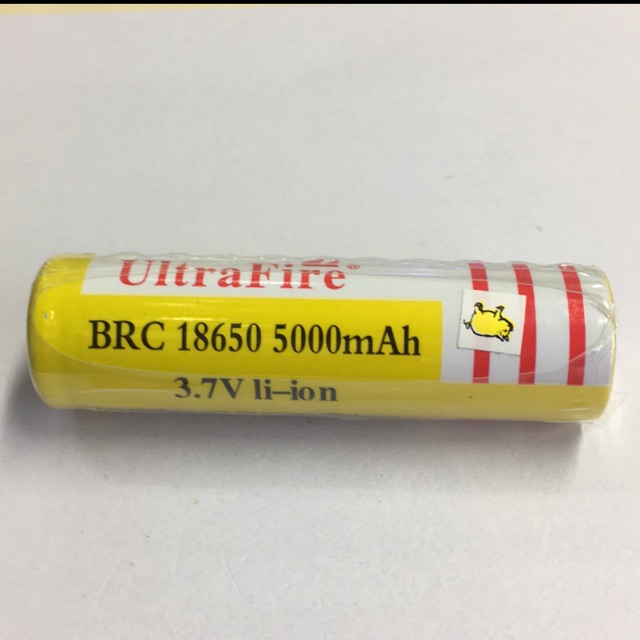 UltraFire®
BRC 18650 5000mAh
3.7V li-ion